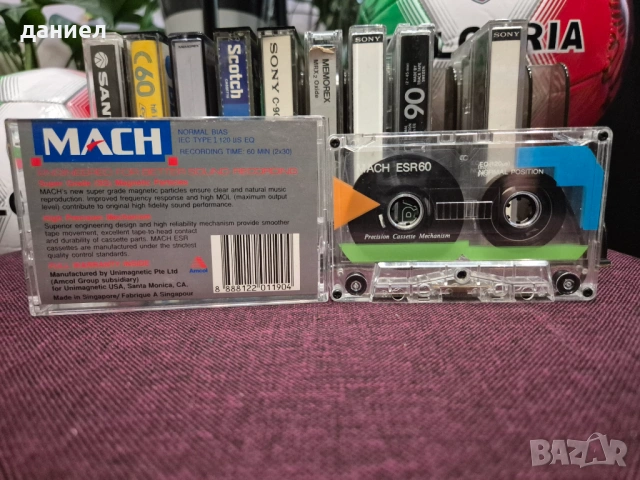 даниел
BULGARIA
SAN
C60
Scotch
SONY C-90
MEMOREX
MRX₂ Oxide
SONY
90
SONY
MACH
NORMAL BIAS
IEC TYPE I 120 µS EQ
RECORDING TIME: 60 MIN (2x30)
MACH's new super grade magnetic particles ensure clear and natural music
reproduction. Improved frequency response and high MOL (maximum output
level) contribute to original high fidelity sound performance.
Superior engineering design and high reliability mechanism provide smoother
tape movement, excellent tape to head contact
and durability of cassette parts. MACH ESR
cassettes are manufactured under the strictest
quality control standards.
Manufactured by Unimagnetic Pte Ltd
(Amcol Group subsidiary)
for Unimagnetic USA, Santa Monica, CA.
Made in Singapore/Fabriqué À Singapour
Amcol
8 888122 011904
MACH ESR60
NORMAL POSITION
Precision Cassette Mechanism
BAZAR
bg